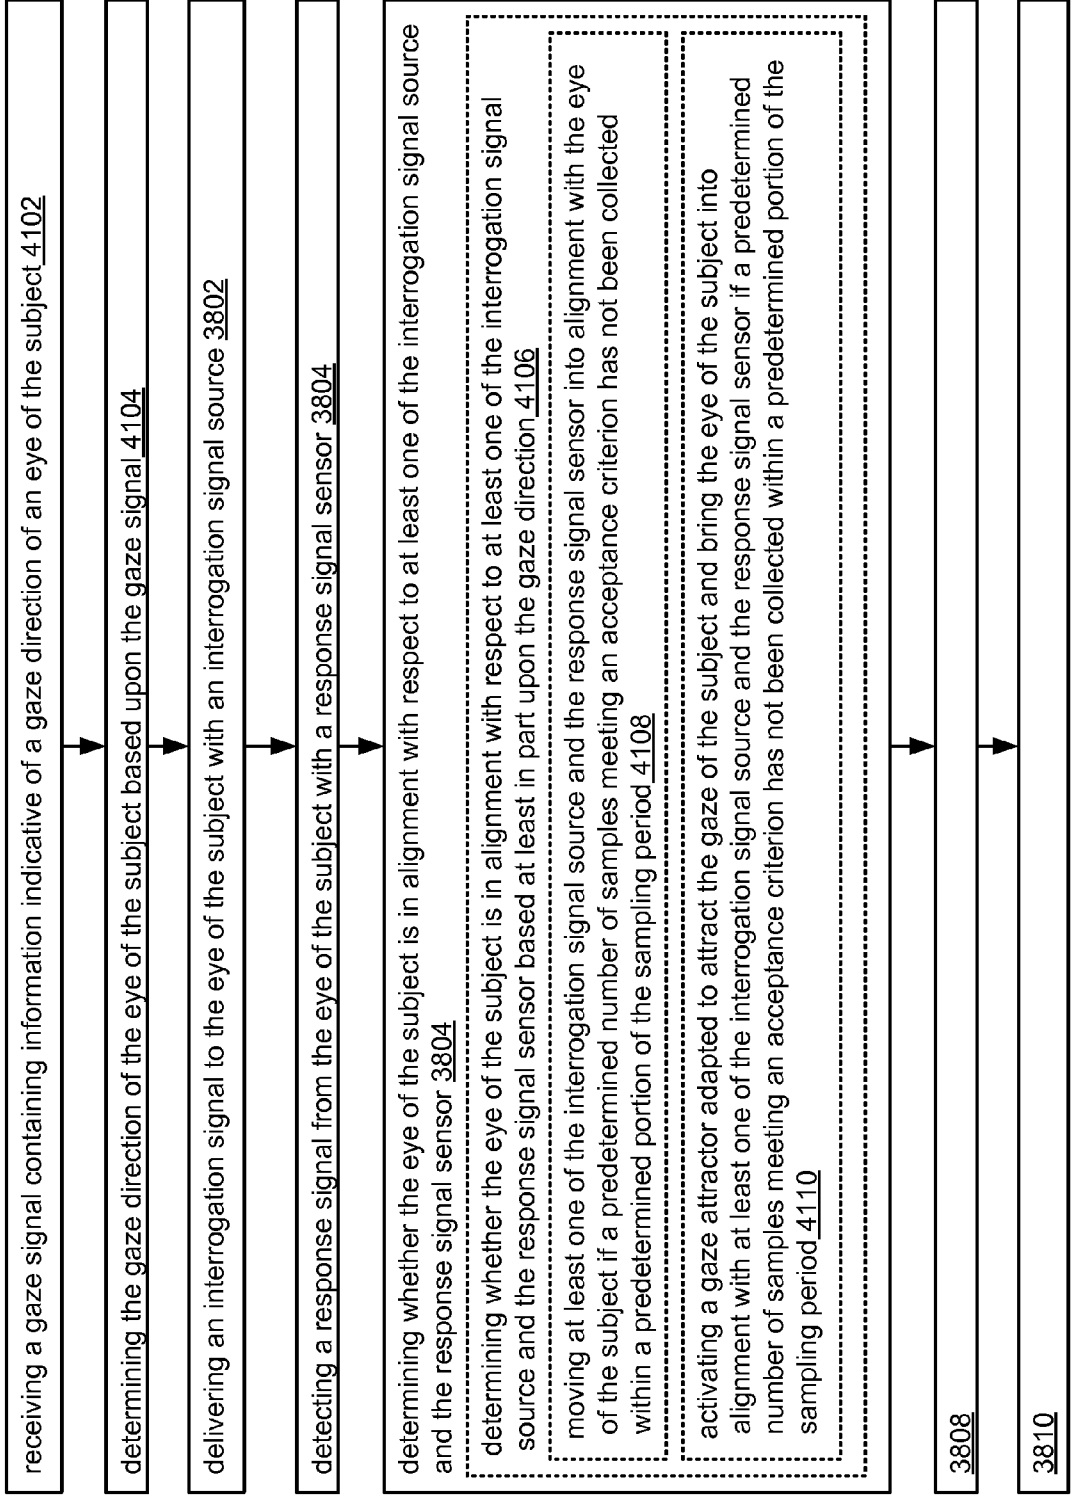 receiving a gaze signal containing information indicative of a gaze direction of an eye of the subject 4102
determining the gaze direction of the eye of the subject based upon the gaze signal 4104
delivering an interrogation signal to the eye of the subject with an interrogation signal source 3802
detecting a response signal from the eye of the subject with a response signal sensor 3804
determining whether the eye of the subject is in alignment with respect to at least one of the interrogation signal source
and the response signal sensor 3804
determining whether the eye of the subject is in alignment with respect to at least one of the interrogation signal
source and the response signal sensor based at least in part upon the gaze direction 4106
moving at least one of the interrogation signal source and the response signal sensor into alignment with the eye
of the subject if a predetermined number of samples meeting an acceptance criterion has not been collected
within a predetermined portion of the sampling period 4108
activating a gaze attractor adapted to attract the gaze of the subject and bring the eye of the subject into
alignment with at least one of the interrogation signal source and the response signal sensor if a predetermined
number of samples meeting an acceptance criterion has not been collected within a predetermined portion of the
sampling period 4110
3808
3810